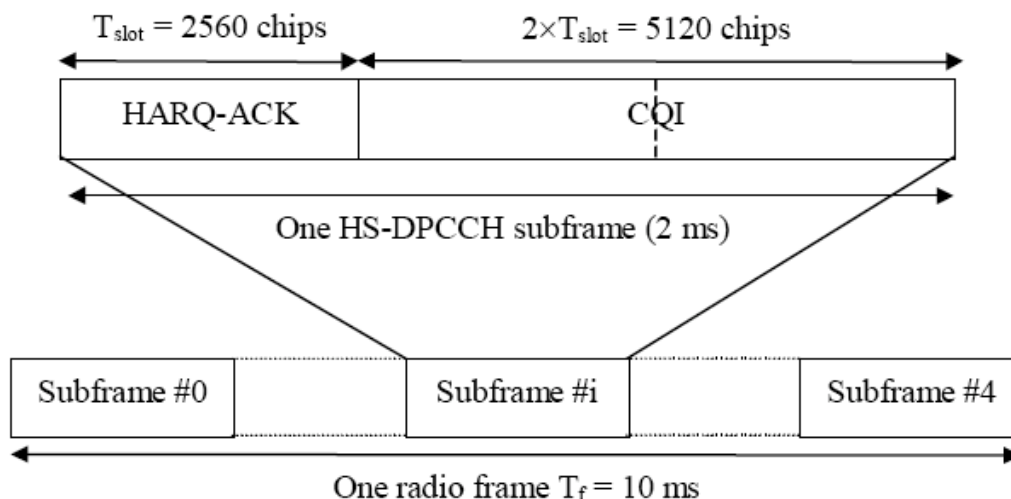 T_slot = 2560 chips 2×T_slot = 5120 chips
HARQ-ACK CQI
One HS-DPCCH subframe (2 ms)
Subframe #0 Subframe #i Subframe #4
One radio frame T_f = 10 ms